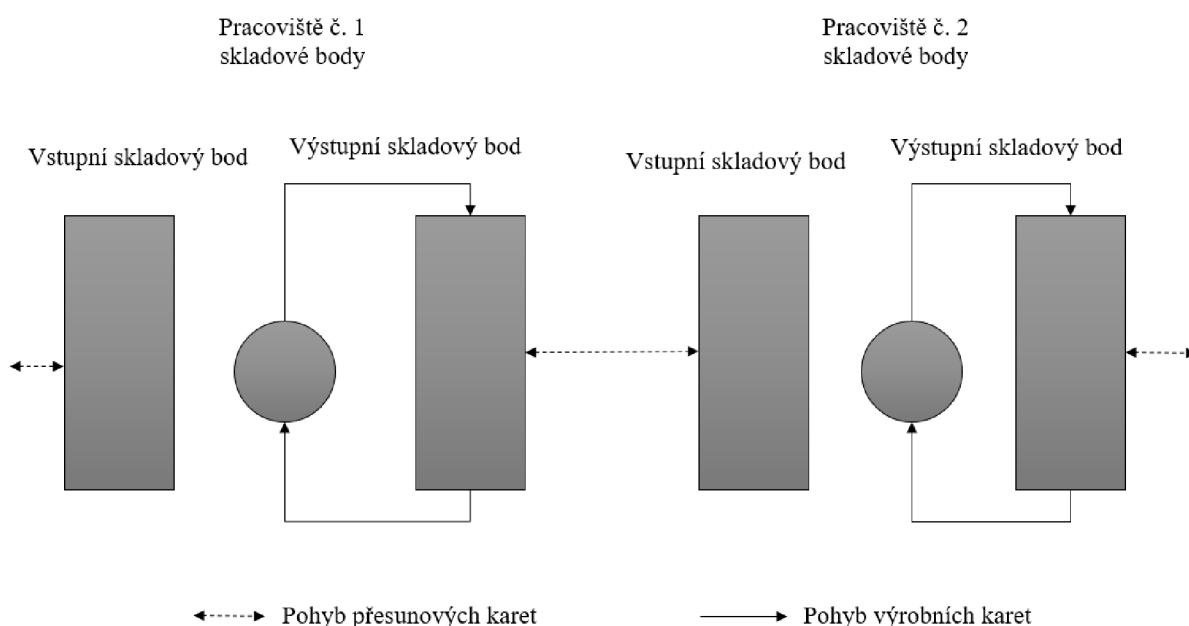 Pracoviště č. 1
skladové body
Pracoviště č. 2
skladové body
Vstupní skladový bod
Výstupní skladový bod
Vstupní skladový bod
Výstupní skladový bod
Pohyb přesunových karet
Pohyb výrobních karet